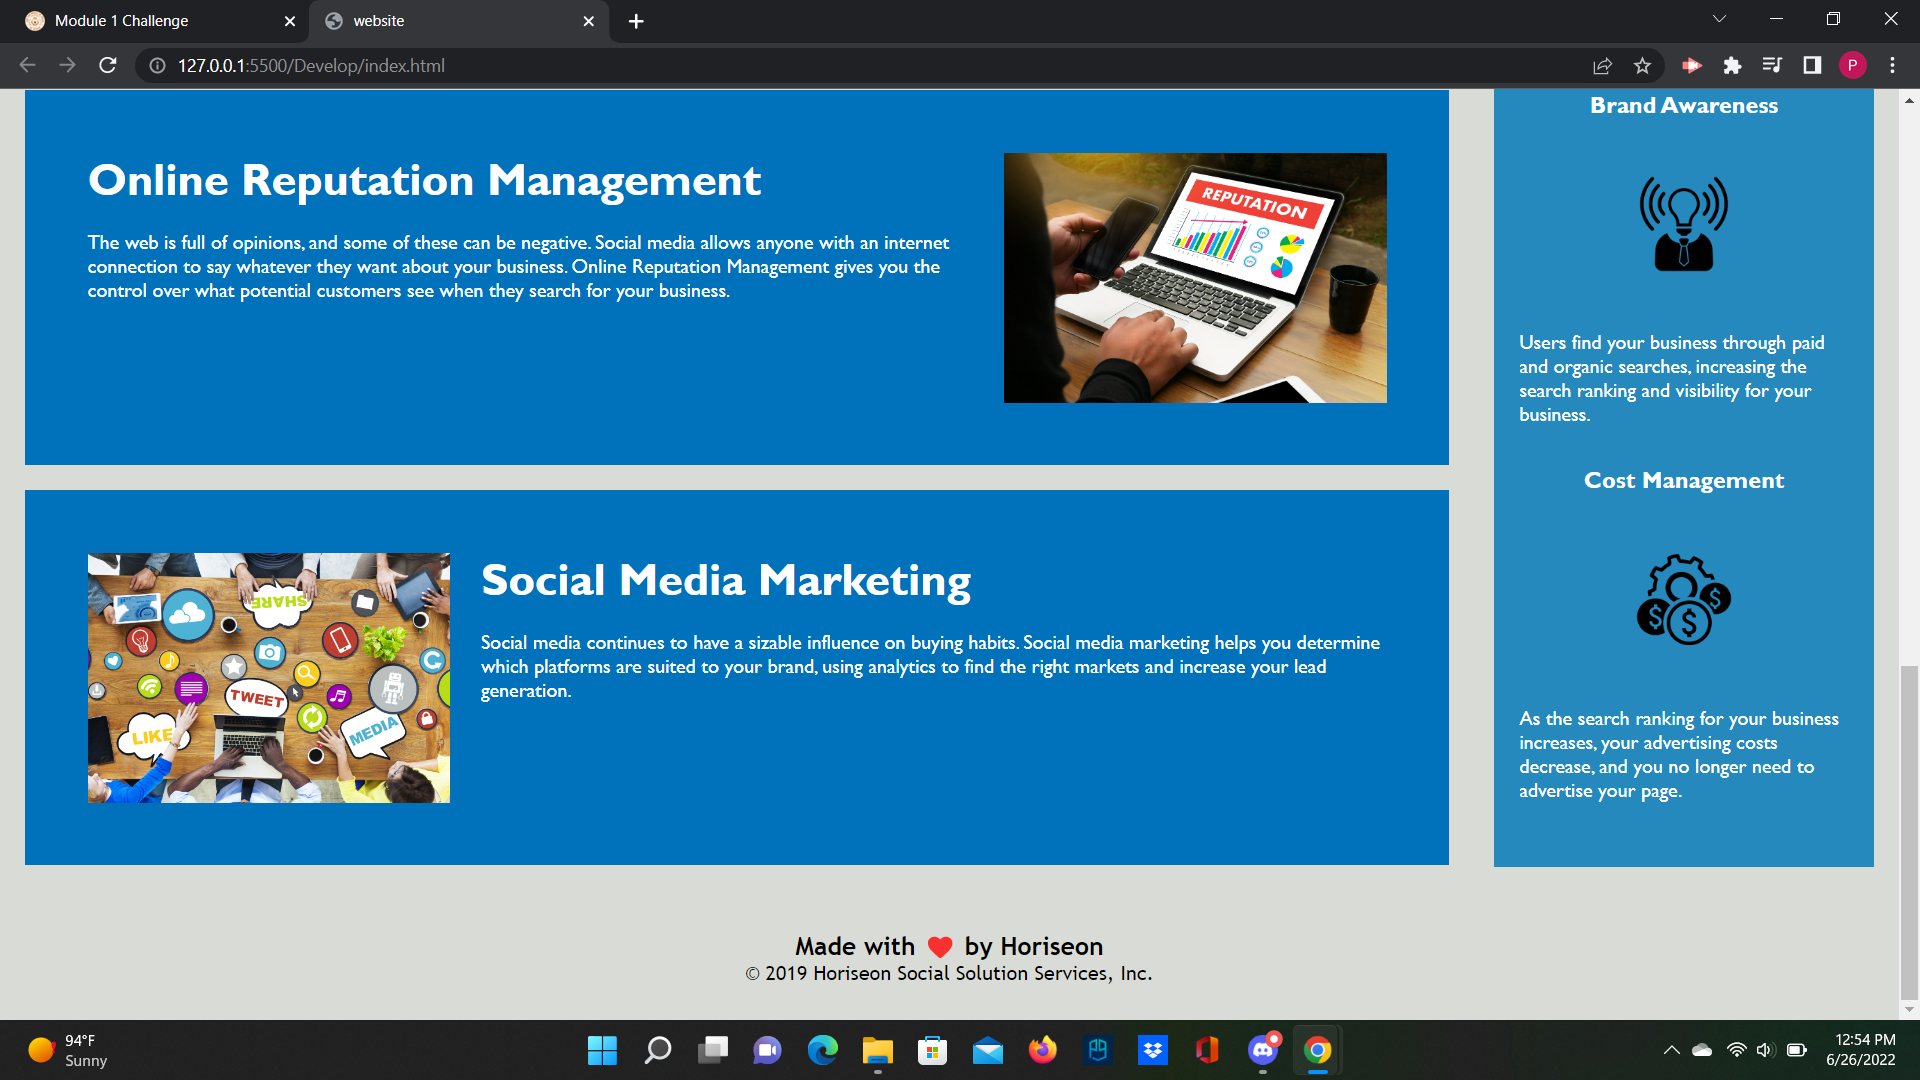 Module 1 Challenge
website
127.0.0.1:5500/Develop/index.html
P
Online Reputation Management
The web is full of opinions, and some of these can be negative. Social media allows anyone with an internet
connection to say whatever they want about your business. Online Reputation Management gives you the
control over what potential customers see when they search for your business.
REPUTATION
Social Media Marketing
Social media continues to have a sizable influence on buying habits. Social media marketing helps you determine
which platforms are suited to your brand, using analytics to find the right markets and increase your lead
generation.
SHARE
TWEET
LIKE
MEDIA
Brand Awareness
Users find your business through paid
and organic searches, increasing the
search ranking and visibility for your
business.
Cost Management
$ $ $
As the search ranking for your business
increases, your advertising costs
decrease, and you no longer need to
advertise your page.
Made with ❤️ by Horiseon
© 2019 Horiseon Social Solution Services, Inc.
94°F
Sunny
12:54 PM
6/26/2022